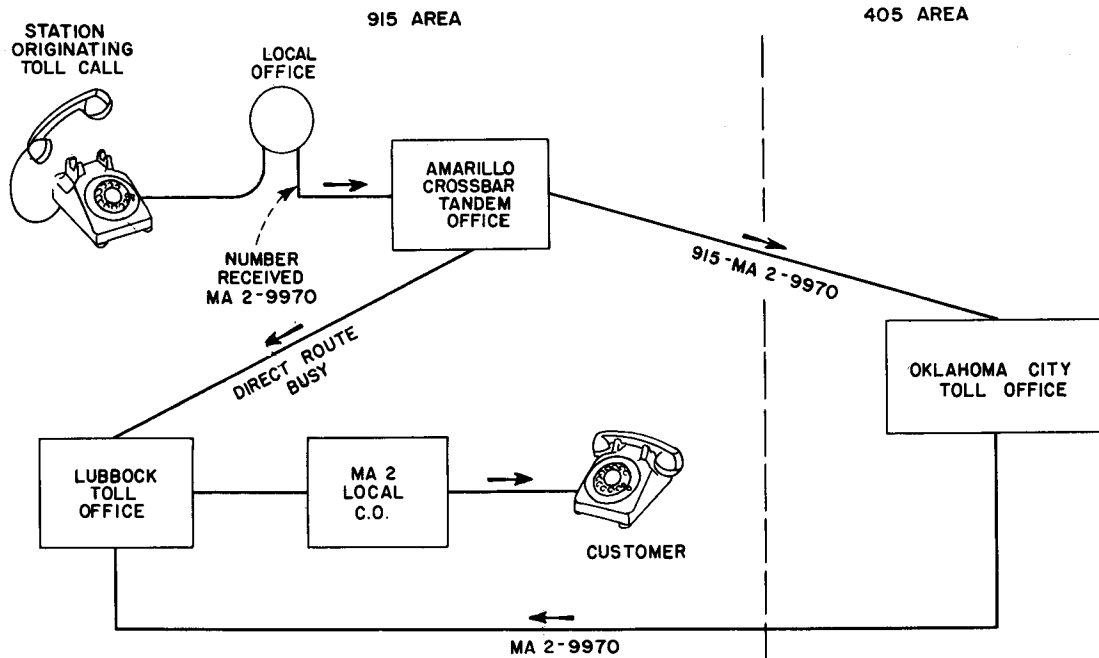 915 AREA
405 AREA
STATION
ORIGINATING
TOLL CALL
LOCAL
OFFICE
AMARILLO
CROSSBAR
TANDEM
OFFICE
NUMBER
RECEIVED
MA 2-9970
915-MA 2-9970
DIRECT ROUTE
BUSY
OKLAHOMA CITY
TOLL OFFICE
LUBBOCK
TOLL
OFFICE
MA 2
LOCAL
C.O.
CUSTOMER
MA 2-9970